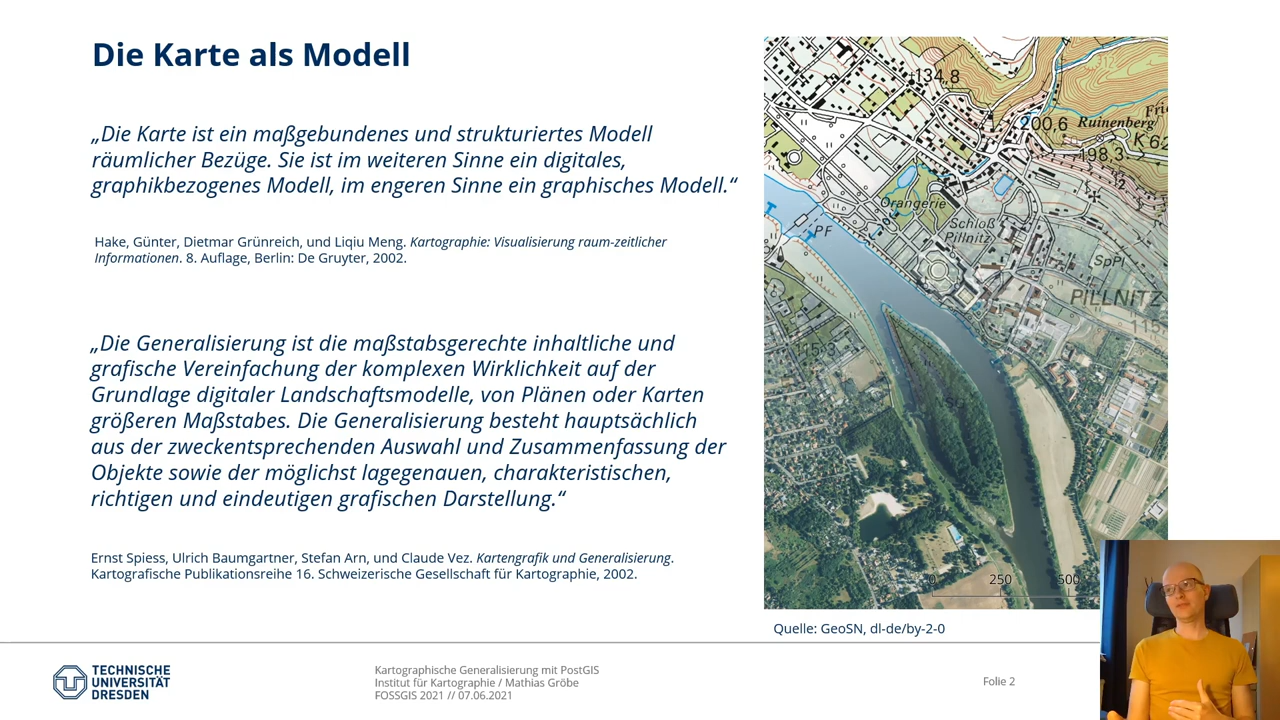 Die Karte als Modell
„Die Karte ist ein maßgebundenes und strukturiertes Modell
räumlicher Bezüge. Sie ist im weiteren Sinne ein digitales,
graphikbezogenes Modell, im engeren Sinne ein graphisches Modell.“
Hake, Günter, Dietmar Grünreich, und Liqiu Meng. Kartographie: Visualisierung raum-zeitlicher
Informationen. 8. Auflage, Berlin: De Gruyter, 2002.
„Die Generalisierung ist die maßstabsgerechte inhaltliche und
grafische Vereinfachung der komplexen Wirklichkeit auf der
Grundlage digitaler Landschaftsmodelle, von Plänen oder Karten
größeren Maßstabes. Die Generalisierung besteht hauptsächlich
aus der zweckentsprechenden Auswahl und Zusammenfassung der
Objekte sowie der möglichst lagegenauen, charakteristischen,
richtigen und eindeutigen grafischen Darstellung.“
Ernst Spiess, Ulrich Baumgartner, Stefan Arn, und Claude Vez. Kartengrafik und Generalisierung.
Kartografische Publikationsreihe 16. Schweizerische Gesellschaft für Kartographie, 2002.
134,8
Ruinenberg
198,3
Orangerie
PF
Schloß
Pillnitz
SpPl
PILLNITZ
0 250 500
Quelle: GeoSN, dl-de/by-2-0
TECHNISCHE
UNIVERSITÄT
DRESDEN
Kartographische Generalisierung mit PostGIS
Institut für Kartographie / Mathias Gröbe
FOSSGIS 2021 // 07.06.2021
Folie 2